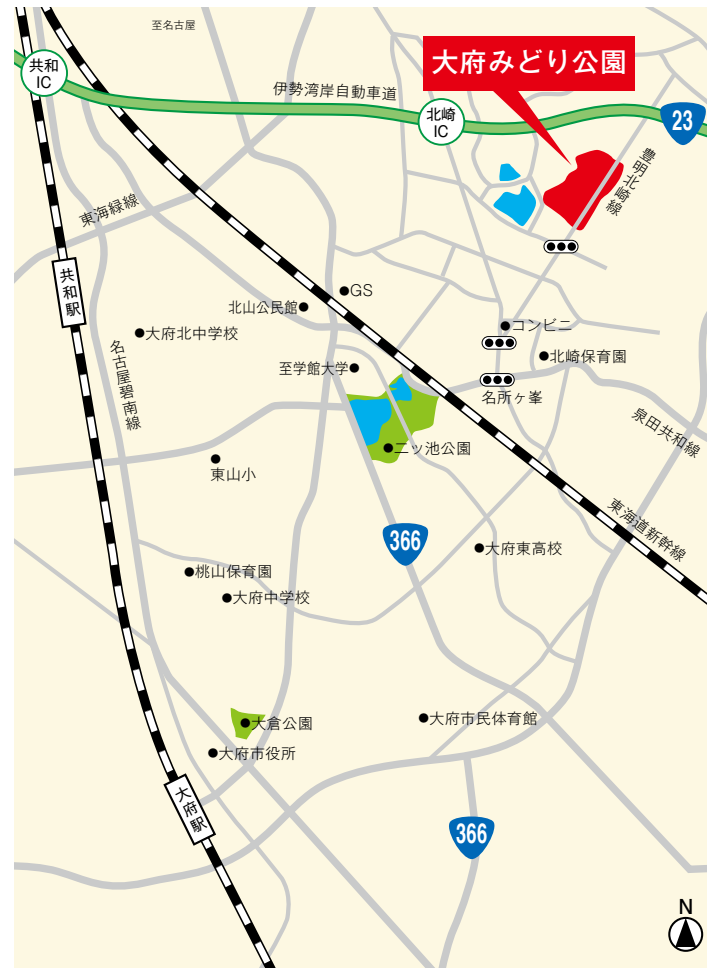 至名古屋
大府みどり公園
共和
IC
伊勢湾岸自動車道
北崎
IC
23
豊明北崎線
東海緑線
共和駅
GS
北山公民館
大府北中学校
コンビニ
名古屋碧南線
至学館大学
北崎保育園
名所ヶ峯
泉田共和線
二ッ池公園
東山小
東海道新幹線
366
大府東高校
桃山保育園
大府中学校
大倉公園
大府市民体育館
大府市役所
大府駅
366
N